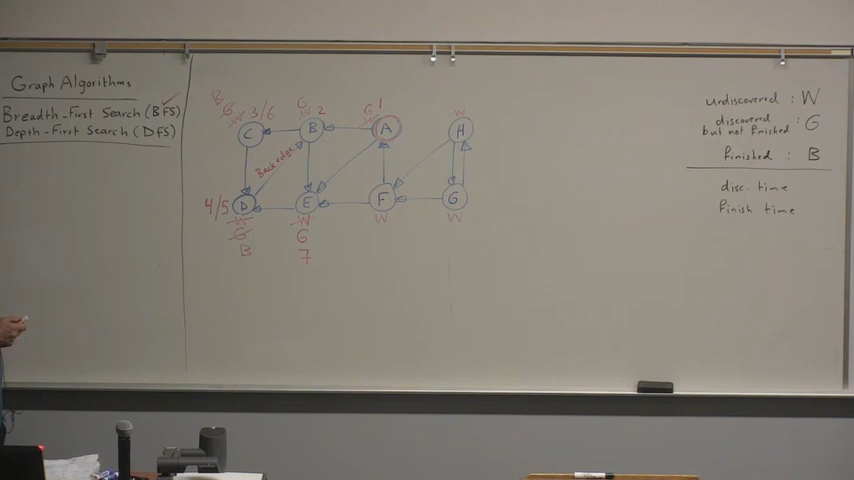 Graph Algorithms
Breadth-First Search (BFS)
Depth-First Search (DFS)
B G W 3/6
G
W 2
G 1
W
W
C B A H
Back edge
4/5 D E F G
W W W W
G G
B 7
undiscovered : W
discovered
but not finished : G
finished : B
disc. time
finish time